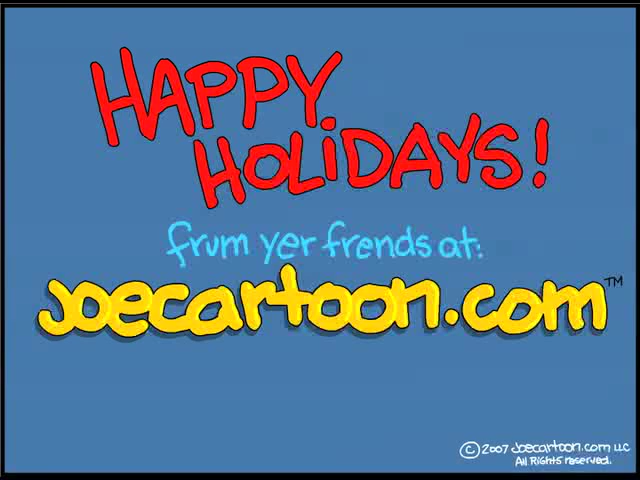 HAPPY
HOLiDAYS!
frum yer frends at:
joecartoon.com™
© 2007 joecartoon.com LLC
All Rights reserved.